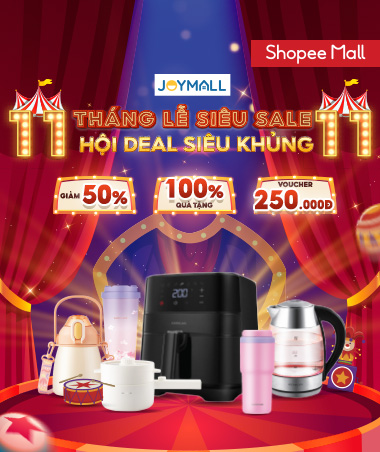 Shopee Mall
JOYMALL
11 THÁNG LỄ SIÊU SALE 11
HỘI DEAL SIÊU KHỦNG
GIẢM 50%
100%
QUÀ TẶNG
VOUCHER
250.000Đ
200